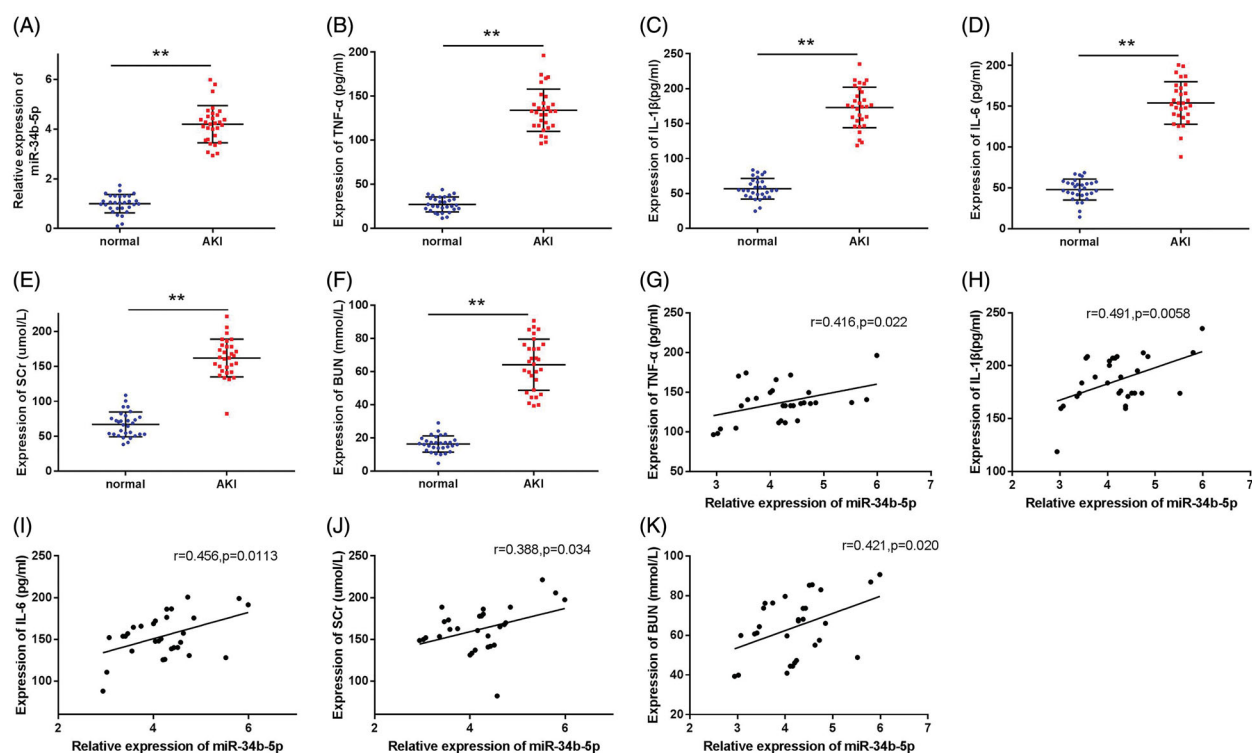 (A)
**
Relative expression of
miR-34b-5p
6
4
2
0
normal
AKI
(B)
**
Expression of TNF-α (pg/ml)
200
150
100
50
0
normal
AKI
(C)
**
Expression of IL-1β(pg/ml)
250
200
150
100
50
0
normal
AKI
(D)
**
Expression of IL-6 (pg/ml)
200
150
100
50
0
normal
AKI
(E)
**
Expression of SCr (umol/L)
200
150
100
50
0
normal
AKI
(F)
**
Expression of BUN (mmol/L)
100
80
60
40
20
0
normal
AKI
(G)
r=0.416,p=0.022
Expression of TNF-α (pg/ml)
250
200
150
100
50
3 4 5 6 7
Relative expression of miR-34b-5p
(H)
r=0.491,p=0.0058
Expression of IL-1β(pg/ml)
250
200
150
100
2 3 4 5 6 7
Relative expression of miR-34b-5p
(I)
r=0.456,p=0.0113
Expression of IL-6 (pg/ml)
250
200
150
100
2 4 6
Relative expression of miR-34b-5p
(J)
r=0.388,p=0.034
Expression of SCr (umol/L)
250
200
150
100
2 4 6
Relative expression of miR-34b-5p
(K)
r=0.421,p=0.020
Expression of BUN (mmol/L)
100
80
60
40
20
2 3 4 5 6 7
Relative expression of miR-34b-5p